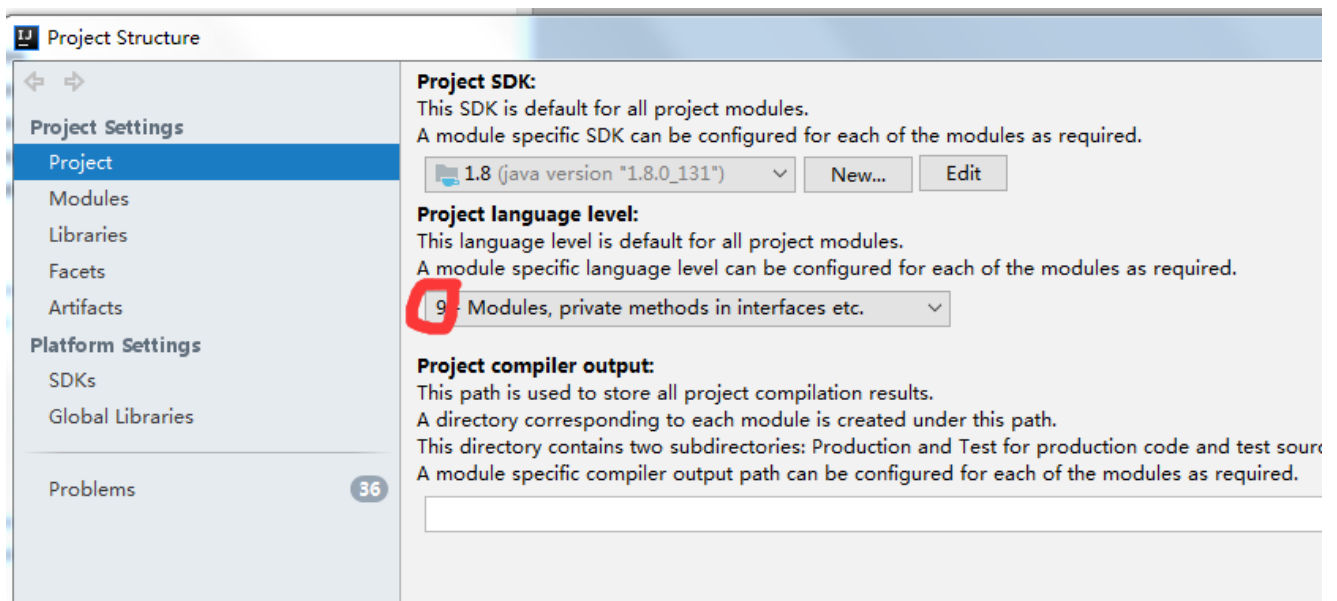 Project Structure
Project Settings
Project
Modules
Libraries
Facets
Artifacts
Platform Settings
SDKs
Global Libraries
Problems
36
Project SDK:
This SDK is default for all project modules.
A module specific SDK can be configured for each of the modules as required.
1.8 (java version "1.8.0_131")
New...
Edit
Project language level:
This language level is default for all project modules.
A module specific language level can be configured for each of the modules as required.
9 - Modules, private methods in interfaces etc.
Project compiler output:
This path is used to store all project compilation results.
A directory corresponding to each module is created under this path.
This directory contains two subdirectories: Production and Test for production code and test sourc
A module specific compiler output path can be configured for each of the modules as required.